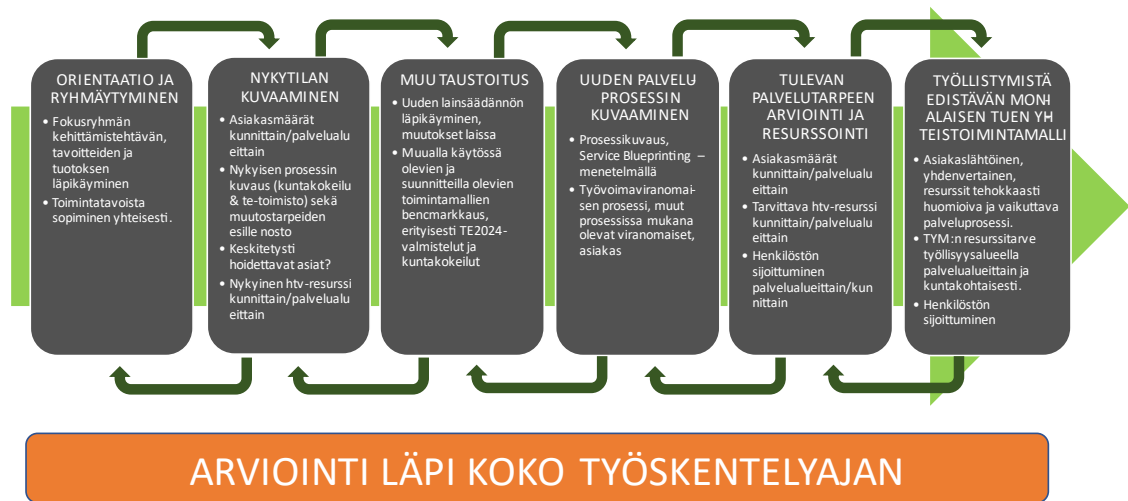 ORIENTAATIO JA
RYHMÄYTYMINEN
• Fokusryhmän
kehittämistehtävän,
tavoitteiden ja
tuotoksen
läpikäyminen
• Toimintatavoista
sopiminen yhteisesti.
NYKYTILAN
KUVAAMINEN
• Asiakasmäärät
kunnittain/palvelualu
eittain
• Nykyisen prosessin
kuvaus (kuntakokeilu
& te-toimisto) sekä
muutostarpeiden
esille nosto
• Keskitetysti
hoidettavat asiat?
• Nykyinen htv-resurssi
kunnittain/palvelualu
eittain
MUU TAUSTOITUS
• Uuden lainsäädännön
läpikäyminen,
muutokset laissa
• Muualla käytössä
olevien ja
suunnitteilla olevien
toimintamallien
bencmarkkaus,
erityisesti TE2024-
valmistelut ja
kuntakokeilut
UUDEN PALVELU-
PROSESSIN
KUVAAMINEN
• Prosessikuvaus,
Service Blueprinting –
menetelmällä
• Työvoimaviranomai-
sen prosessi, muut
prosessissa mukana
olevat viranomaiset,
asiakas
TULEVAN
PALVELUTARPEEN
ARVIOINTI JA
RESURSSOINTI
• Asiakasmäärät
kunnittain/palvelualu
eittain
• Tarvittava htv-resurssi
kunnittain/palvelualu
eittain
• Henkilöstön
sijoittuminen
palvelualueittain/kun
nittain
TYÖLLISTYMISTÄ
EDISTÄVÄN MONI-
ALAISEN TUEN YH
TEISTOIMINTAMALLI
• Asiakaslähtöinen,
yhdenvertainen,
resurssit tehokkaasti
huomioiva ja vaikuttava
palveluprosessi.
• TYM:n resurssitarve
työllisyysalueella
palvelualueittain ja
kuntakohtaisesti.
• Henkilöstön
sijoittuminen
ARVIOINTI LÄPI KOKO TYÖSKENTELYAJAN